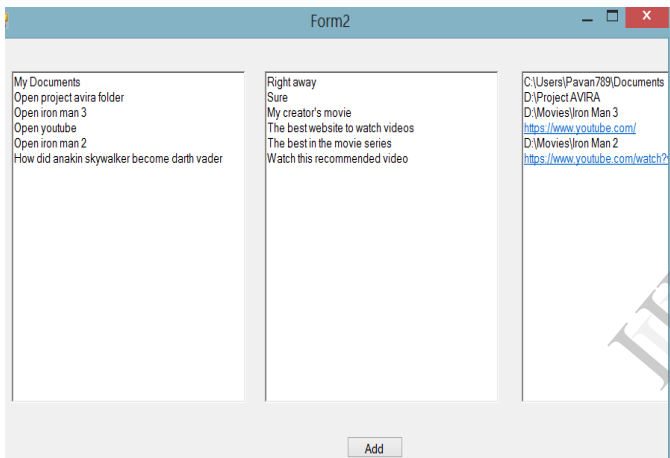 Form2
My Documents
Open project avira folder
Open iron man 3
Open youtube
Open iron man 2
How did anakin skywalker become darth vader
Right away
Sure
My creator's movie
The best website to watch videos
The best in the movie series
Watch this recommended video
C:\Users\Pavan789\Documents
D:\Project AVIRA
D:\Movies\Iron Man 3
https://www.youtube.com/
D:\Movies\Iron Man 2
https://www.youtube.com/watch?
Add